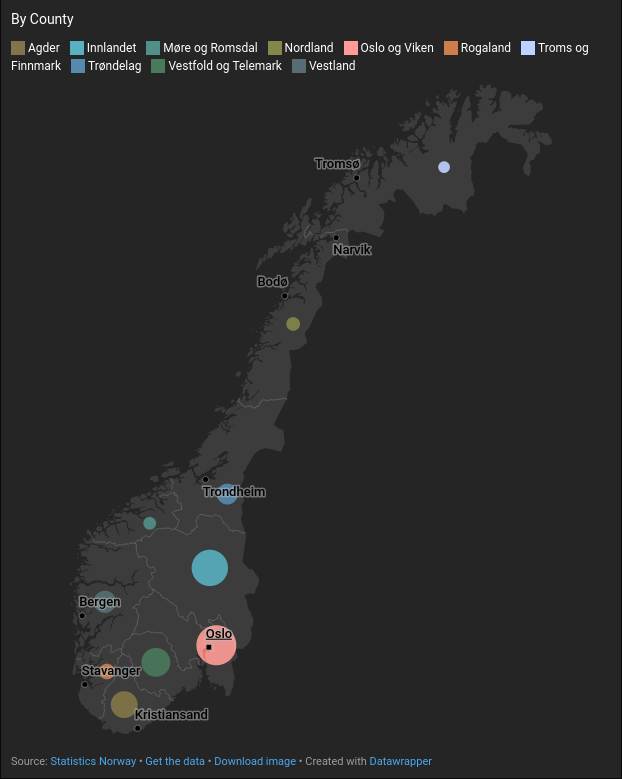 By County
Agder Innlandet Møre og Romsdal Nordland Oslo og Viken Rogaland Troms og
Finnmark Trøndelag Vestfold og Telemark Vestland
Tromsø
Narvik
Bodø
Trondheim
Bergen
Oslo
Stavanger
Kristiansand
Source: Statistics Norway • Get the data • Download image • Created with Datawrapper